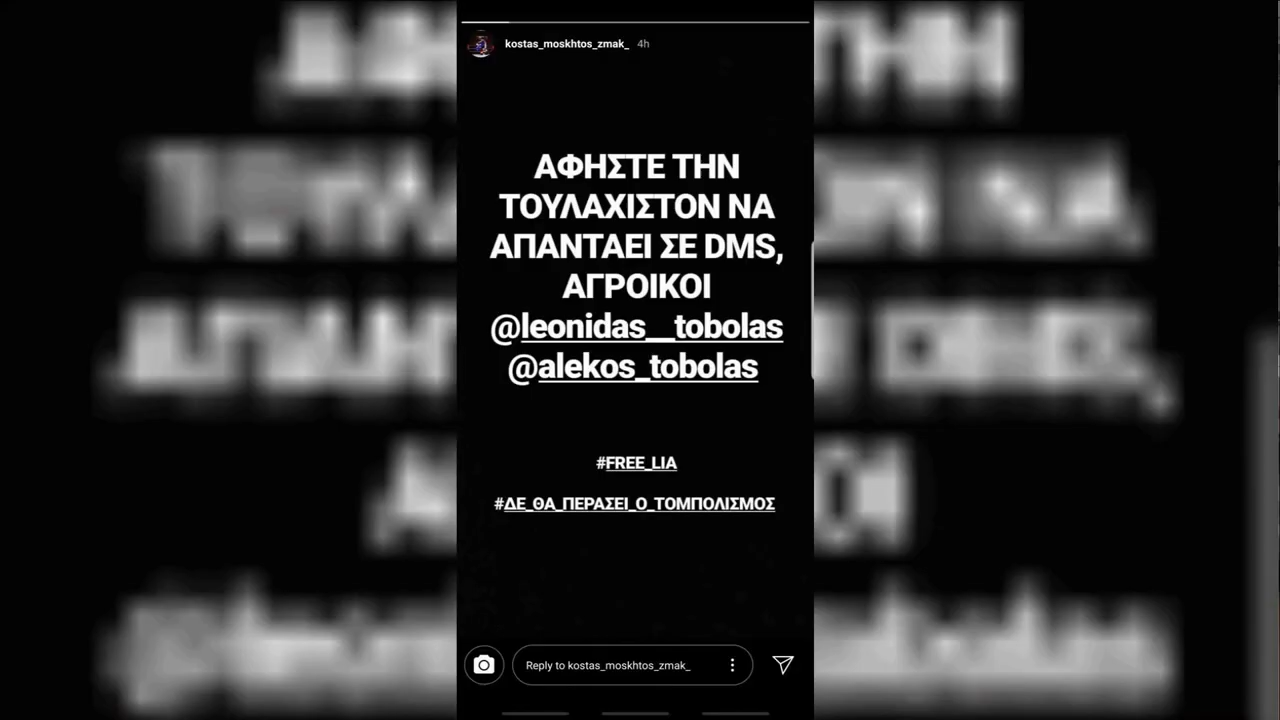 kostas_moskhtos_zmak_ 4h
ΑΦΗΣΤΕ ΤΗΝ
ΤΟΥΛΑΧΙΣΤΟΝ ΝΑ
ΑΠΑΝΤΑΕΙ ΣΕ DMS,
ΑΓΡΟΙΚΟΙ
@leonidas__tobolas
@alekos_tobolas
#FREE_LIA
#ΔΕ_ΘΑ_ΠΕΡΑΣΕΙ_Ο_ΤΟΜΠΟΛΙΣΜΟΣ
Reply to kostas_moskhtos_zmak_